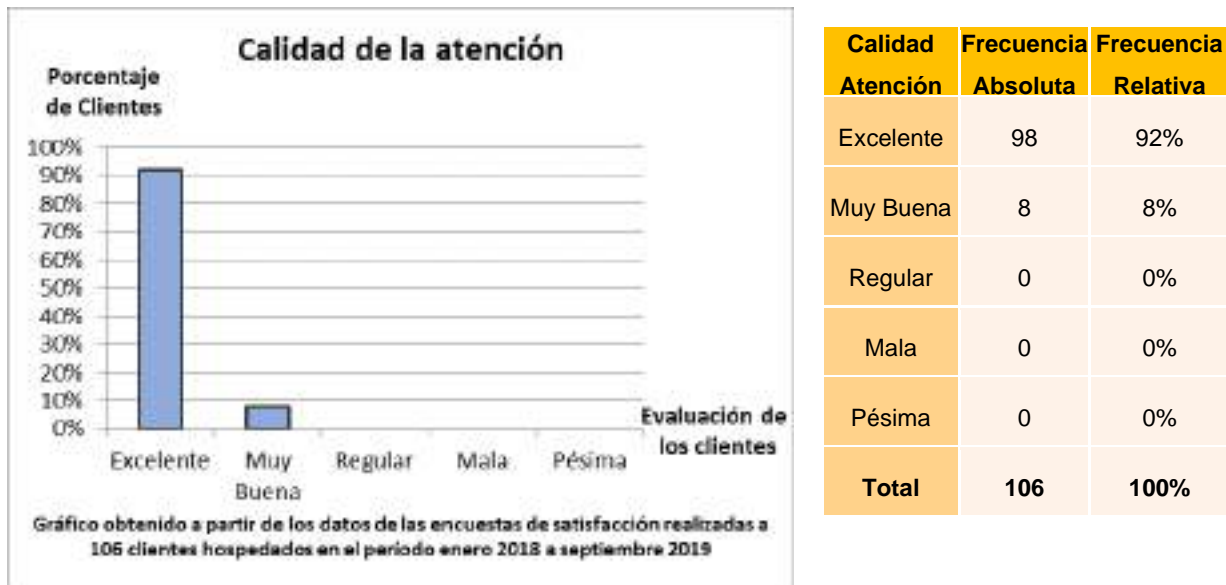 Calidad de la atención
Porcentaje
de Clientes
100%
90%
80%
70%
60%
50%
40%
30%
20%
10%
0%
Excelente Muy Buena Regular Mala Pésima
Evaluación de
los clientes
Gráfico obtenido a partir de los datos de las encuestas de satisfacción realizadas a
106 clientes hospedados en el periodo enero 2018 a septiembre 2019
Calidad Atención Frecuencia Absoluta Frecuencia Relativa
Excelente 98 92%
Muy Buena 8 8%
Regular 0 0%
Mala 0 0%
Pésima 0 0%
Total 106 100%